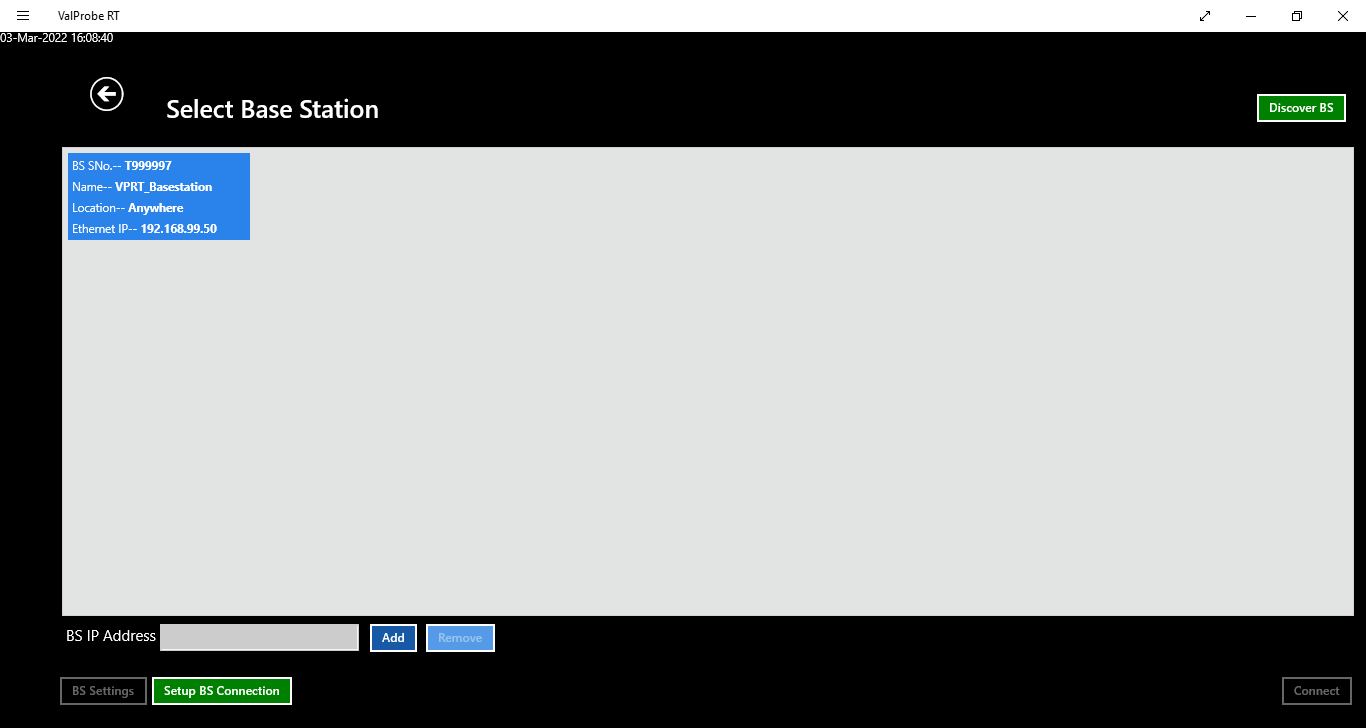 ValProbe RT
03-Mar-2022 16:08:40
Select Base Station
Discover BS
BS SNo.-- T999997
Name-- VPRT_Basestation
Location-- Anywhere
Ethernet IP-- 192.168.99.50
BS IP Address
Add
Remove
BS Settings
Setup BS Connection
Connect